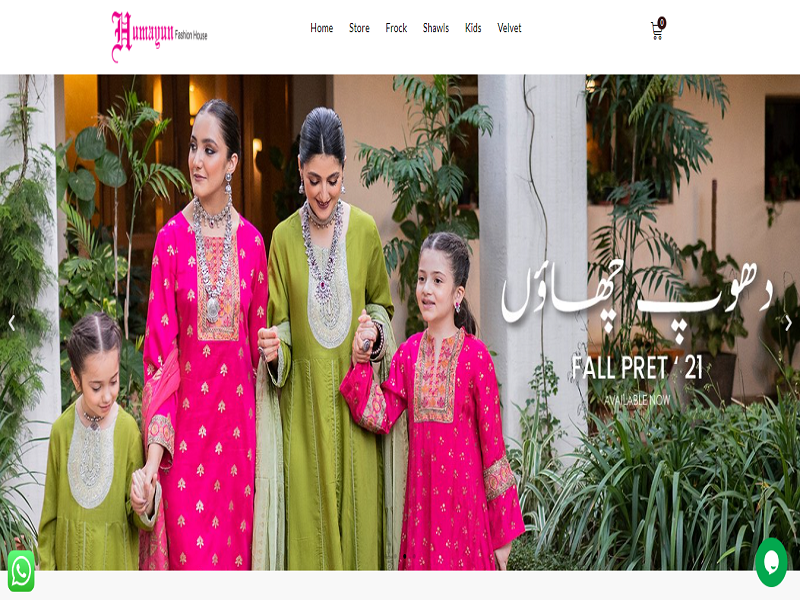 Humayun Fashion House
Home Store Frock Shawls Kids Velvet
0
دھوپ چھاؤں
FALL PRET ' 21
AVAILABLE NOW